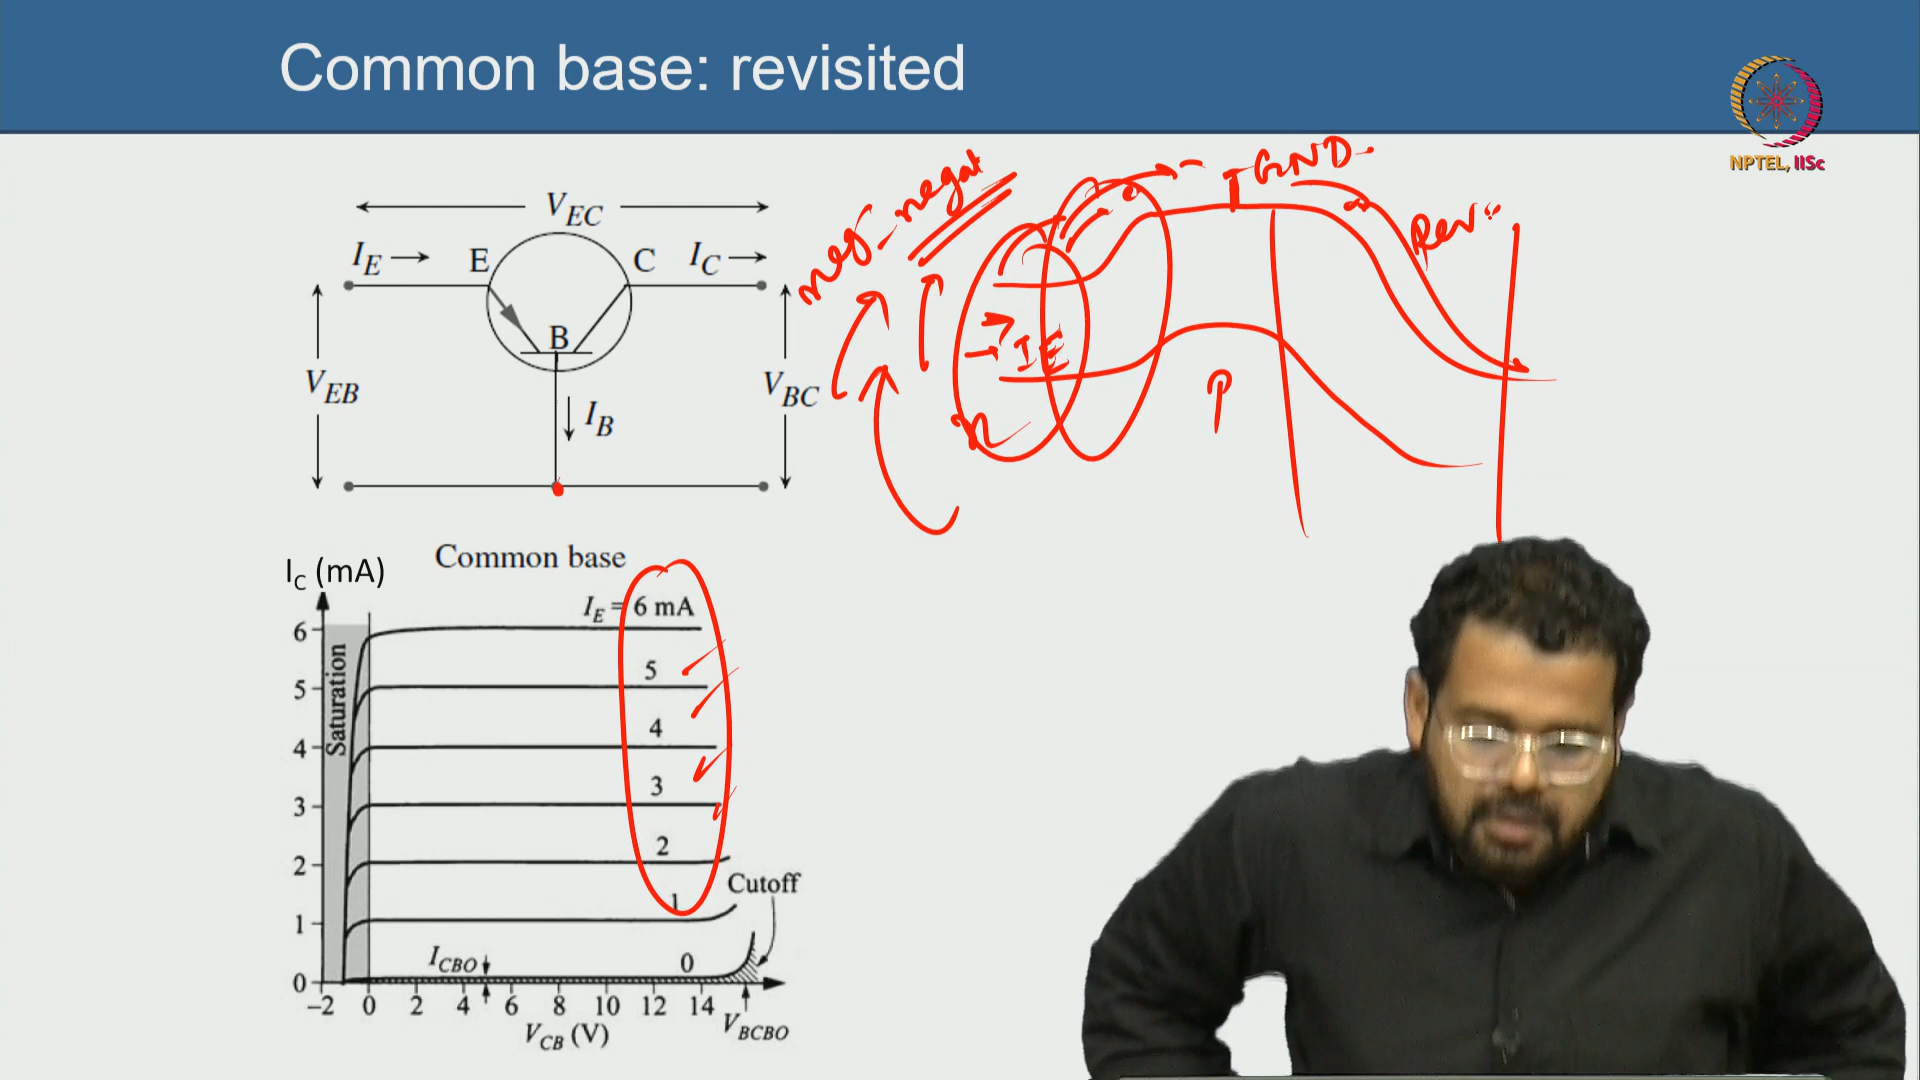 Common base: revisited
NPTEL, IISc
V_EC
I_E
E
C
I_C
B
V_EB
I_B
V_BC
neg. negat
GND
Rev:
I_E
P
n
Common base
I_C (mA)
I_E = 6 mA
6
5
5
4
4
3
3
2
2
1
1
Saturation
Cutoff
I_CBO
0
0
-2 0 2 4 6 8 10 12 14
V_BCBO
V_CB (V)